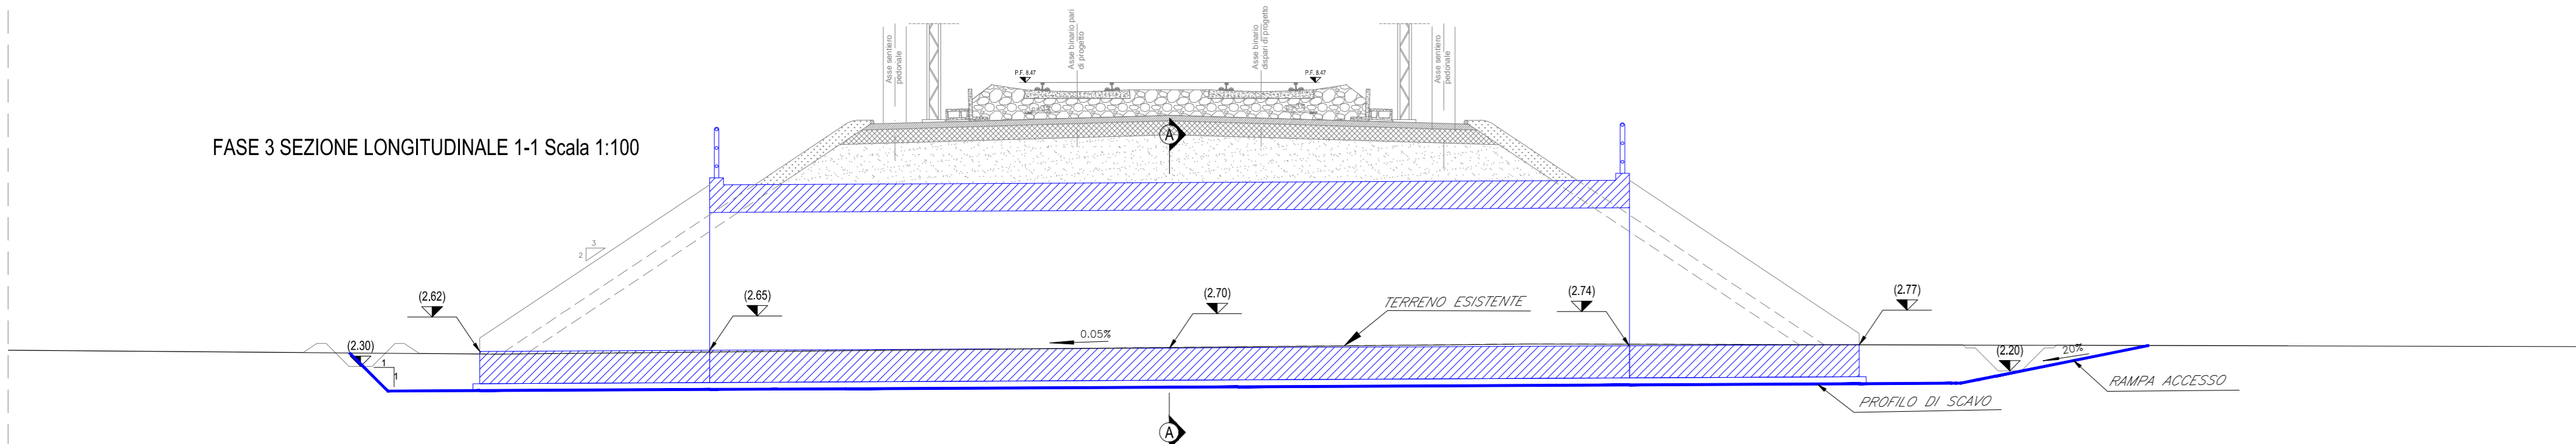 Asse sentiero
pedonale
Asse binario pari
di progetto
Asse binario
dispari di progetto
Asse sentiero
pedonale
P.F. 8.47
P.F. 8.47
FASE 3 SEZIONE LONGITUDINALE 1-1 Scala 1:100
A
3
2
(2.62)
(2.65)
(2.70)
TERRENO ESISTENTE
(2.74)
(2.77)
0.05%
(2.30)
1
1
(2.20)
20%
RAMPA ACCESSO
PROFILO DI SCAVO
A